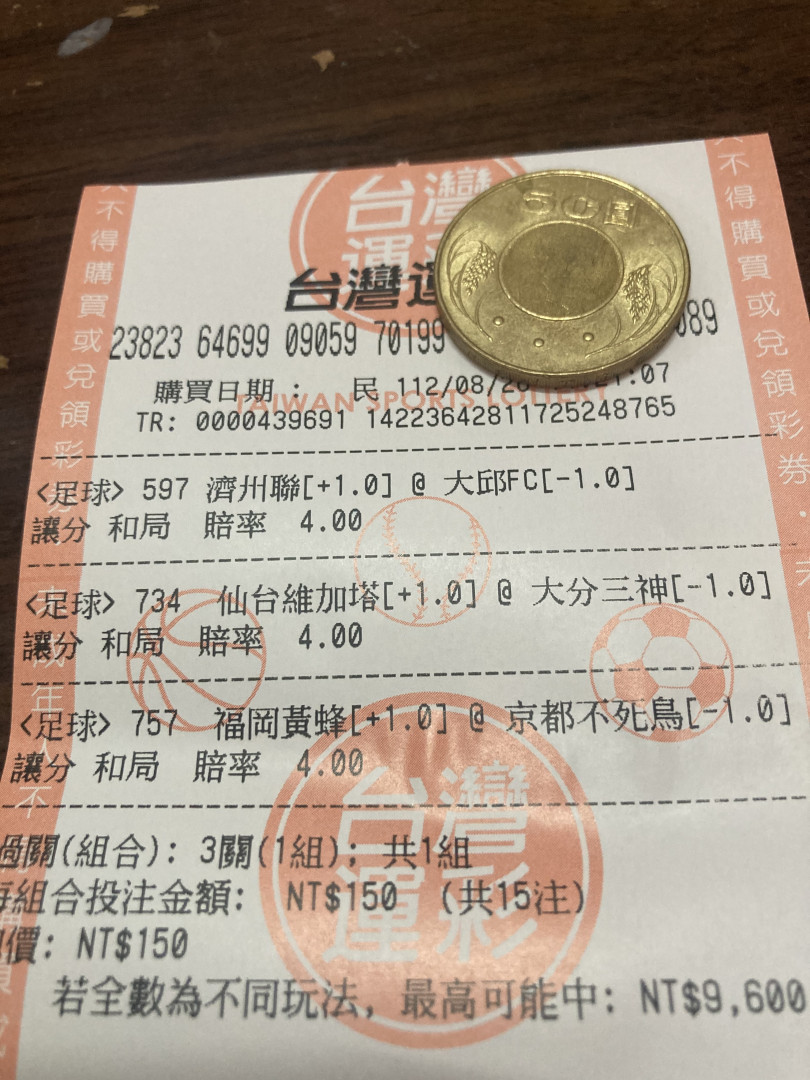 台灣運彩
50圓
台灣運
23823 64699 09059 70199 089
購買日期： 民 112/08/26 :07
TAIWAN SPORTS LOTTERY
TR: 0000439691 14223642811725248765
<足球> 597 濟州聯[+1.0] @ 大邱FC[-1.0]
讓分 和局 賠率 4.00
<足球> 734 仙台維加塔[+1.0] @ 大分三神[-1.0]
讓分 和局 賠率 4.00
<足球> 757 福岡黃蜂[+1.0] @ 京都不死鳥[-1.0]
讓分 和局 賠率 4.00
台灣
運彩
過關(組合): 3關(1組); 共1組
每組合投注金額: NT$150 (共15注)
價: NT$150
若全數為不同玩法, 最高可能中: NT$9,600
不得購買或兌領彩券
不得購買或兌領彩券